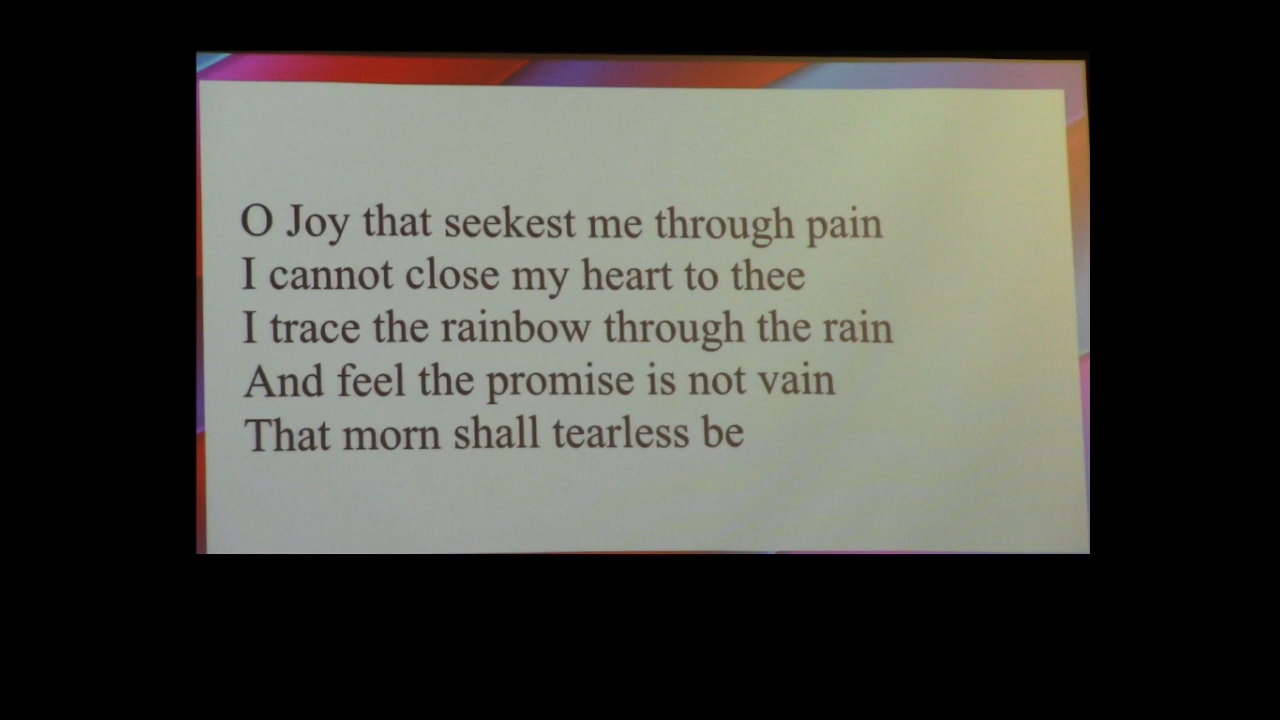 O Joy that seekest me through pain
I cannot close my heart to thee
I trace the rainbow through the rain
And feel the promise is not vain
That morn shall tearless be